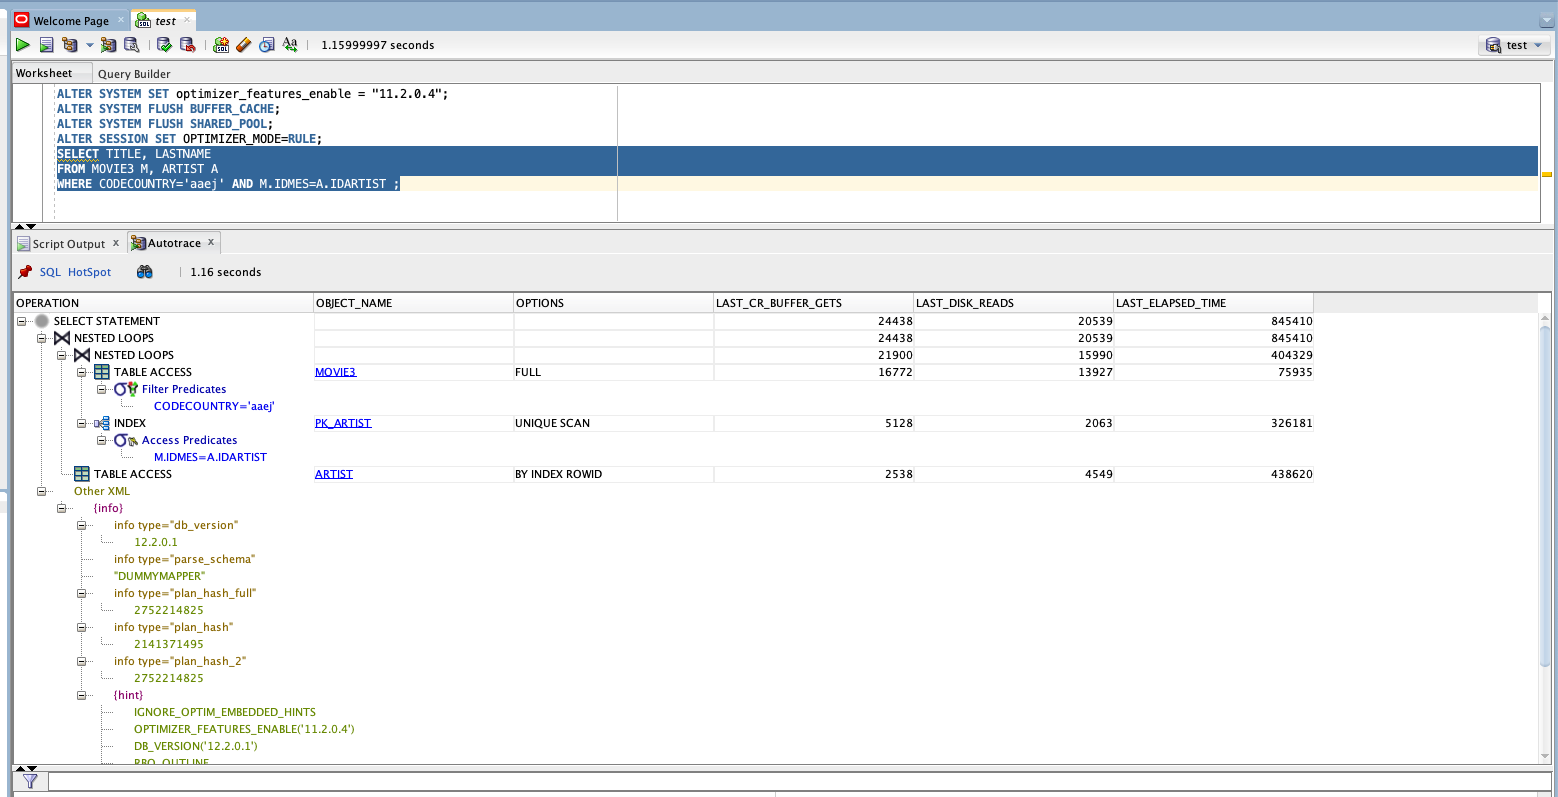 Welcome Page
test
1.15999997 seconds
test
Worksheet
Query Builder
ALTER SYSTEM SET optimizer_features_enable = "11.2.0.4";
ALTER SYSTEM FLUSH BUFFER_CACHE;
ALTER SYSTEM FLUSH SHARED_POOL;
ALTER SESSION SET OPTIMIZER_MODE=RULE;
SELECT TITLE, LASTNAME
FROM MOVIE3 M, ARTIST A
WHERE CODECOUNTRY='aaej' AND M.IDMES=A.IDARTIST ;
Script Output x
Autotrace x
SQL HotSpot
1.16 seconds
OPERATION OBJECT_NAME OPTIONS LAST_CR_BUFFER_GETS LAST_DISK_READS LAST_ELAPSED_TIME
SELECT STATEMENT 24438 20539 845410
NESTED LOOPS 24438 20539 845410
NESTED LOOPS 21900 15990 404329
TABLE ACCESS MOVIE3 FULL 16772 13927 75935
Filter Predicates
CODECOUNTRY='aaej'
INDEX PK_ARTIST UNIQUE SCAN 5128 2063 326181
Access Predicates
M.IDMES=A.IDARTIST
TABLE ACCESS ARTIST BY INDEX ROWID 2538 4549 438620
Other XML
{info}
info type="db_version"
12.2.0.1
info type="parse_schema"
"DUMMYMAPPER"
info type="plan_hash_full"
2752214825
info type="plan_hash"
2141371495
info type="plan_hash_2"
2752214825
{hint}
IGNORE_OPTIM_EMBEDDED_HINTS
OPTIMIZER_FEATURES_ENABLE('11.2.0.4')
DB_VERSION('12.2.0.1')
RBO_OUTLINE